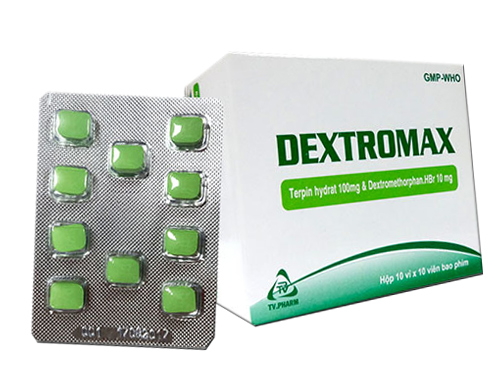 GMP-WHO
DEXTROMAX
Terpin hydrat 100mg & Dextromethorphan.HBr 10 mg
TV
TV.PHARM
Hộp 10 vỉ x 10 viên bao phim